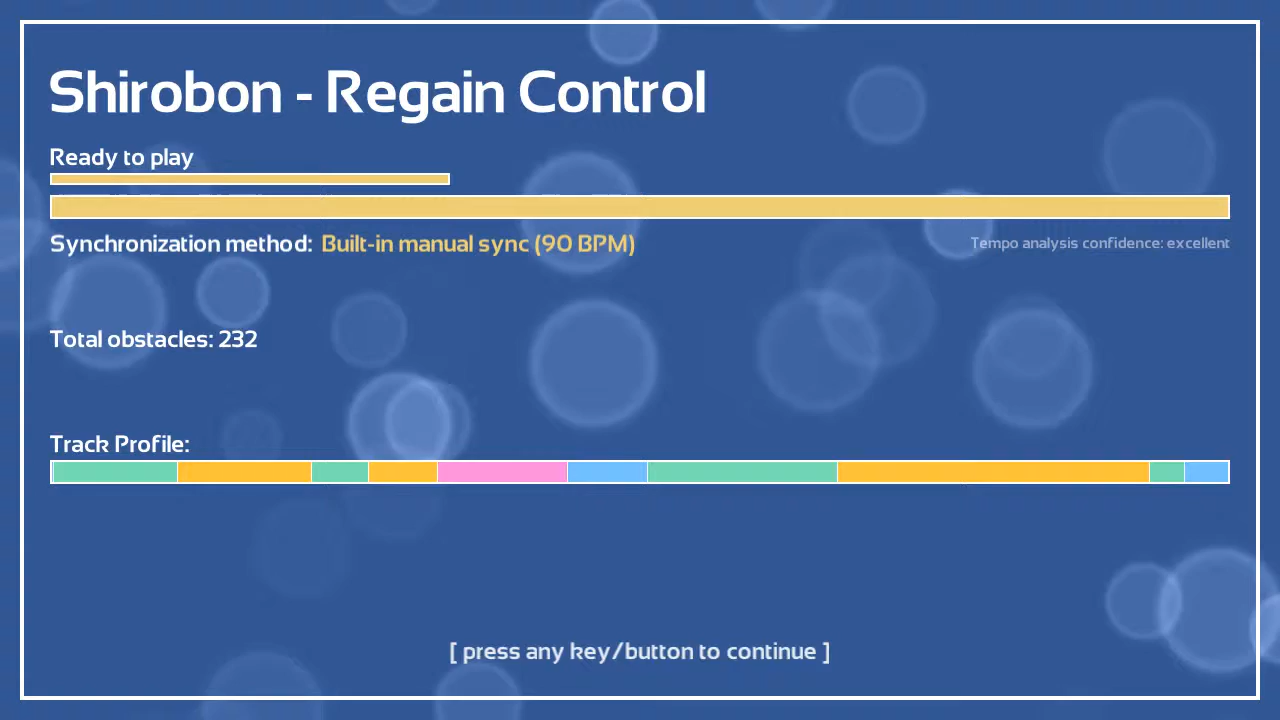 Shirobon - Regain Control
Ready to play
Synchronization method: Built-in manual sync (90 BPM)
Tempo analysis confidence: excellent
Total obstacles: 232
Track Profile:
[ press any key/button to continue ]